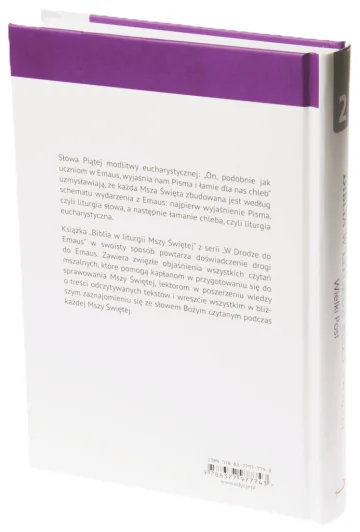 Słowa Piątej modlitwy eucharystycznej: „On, podobnie jak
uczniom w Emaus, wyjaśnia nam Pisma i łamie dla nas chleb”
uzmysławiają, że każda Msza Święta zbudowana jest według
schematu wydarzenia z Emaus: najpierw wyjaśnienie Pisma,
czyli liturgia słowa, a następnie łamanie chleba, czyli liturgia
eucharystyczna.
Książka „Biblia w liturgii Mszy Świętej” z serii „W Drodze do
Emaus” w swoisty sposób powtarza doświadczenie drogi
do Emaus. Zawiera zwięzłe objaśnienia wszystkich czytań
mszalnych, które pomogą kapłanom w przygotowaniu się do
sprawowania Mszy Świętej, lektorom w poszerzeniu wiedzy
o treści odczytywanych tekstów i wreszcie wszystkim w bliż-
szym zaznajomieniu się ze słowem Bożym czytanym podczas
każdej Mszy Świętej.
2
Wielki Post